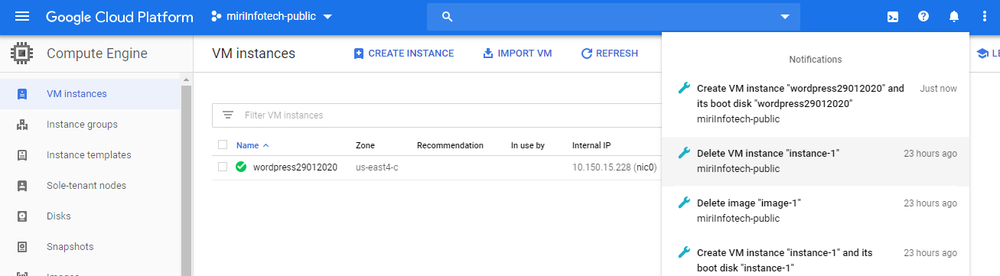 Google Cloud Platform
miriInfotech-public
Compute Engine
VM instances
CREATE INSTANCE
IMPORT VM
REFRESH
LE
VM instances
Instance groups
Instance templates
Sole-tenant nodes
Disks
Snapshots
Images
Filter VM instances
Name Zone Recommendation In use by Internal IP
wordpress29012020 us-east4-c 10.150.15.228 (nic0)
Notifications
Create VM instance "wordpress29012020" and Just now
its boot disk "wordpress29012020"
miriInfotech-public
Delete VM instance "instance-1" 23 hours ago
miriInfotech-public
Delete image "image-1" 23 hours ago
miriInfotech-public
Create VM instance "instance-1" and its 23 hours ago
boot disk "instance-1"